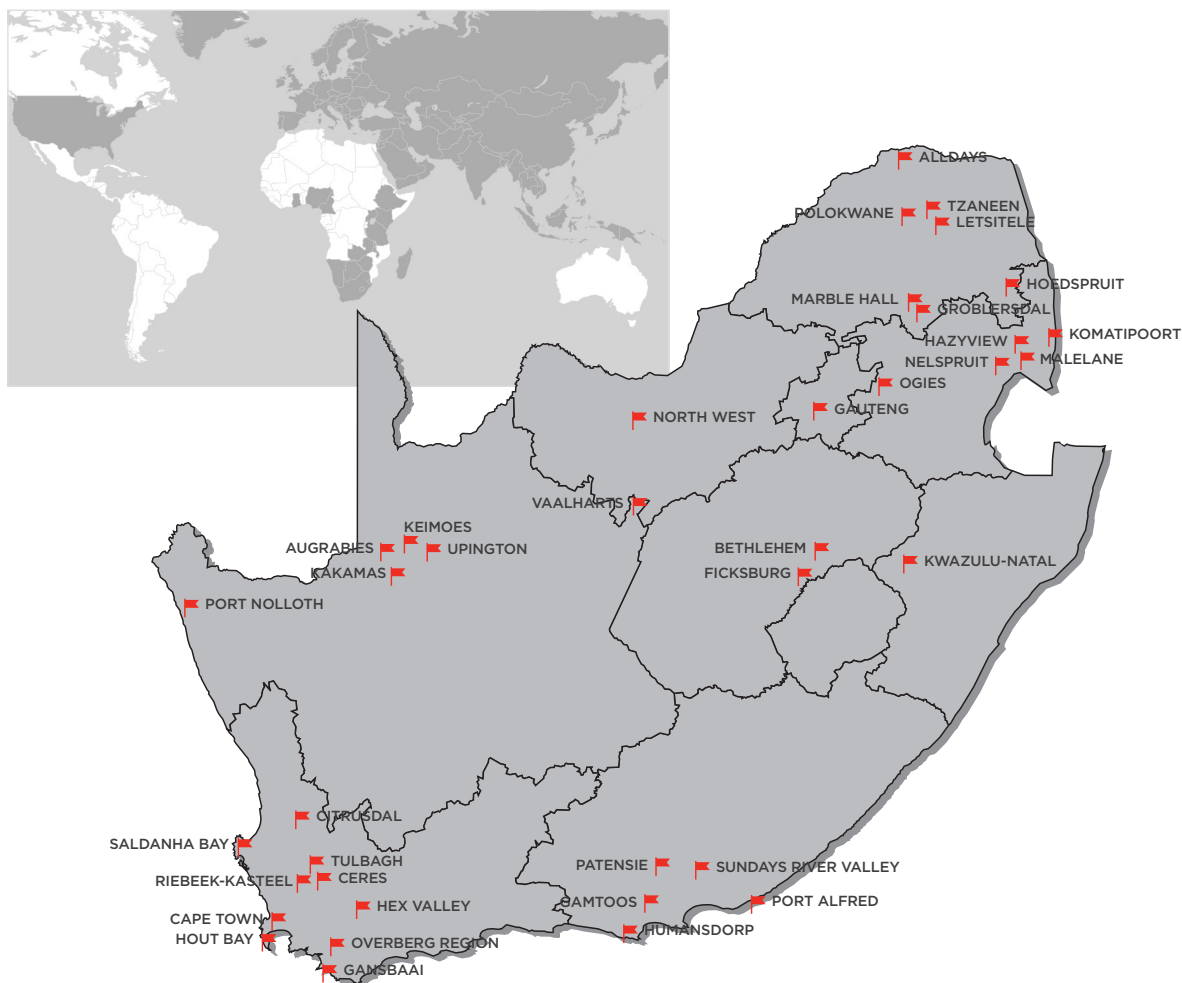 ALLDAYS
TZANEEN
POLOKWANE
LETSITELE
HOEDSPRUIT
MARBLE HALL
GROBLERSDAL
KOMATIPOORT
HAZYVIEW
MALELANE
NELSPRUIT
OGIES
GAUTENG
NORTH WEST
VAALHARTS
KEIMOES
AUGRABIES
UPINGTON
BETHLEHEM
KWAZULU-NATAL
KAKAMAS
FICKSBURG
PORT NOLLOTH
CITRUSDAL
SALDANHA BAY
TULBAGH
PATENSIE
SUNDAYS RIVER VALLEY
RIEBEEK-KASTEEL
CERES
GAMTOOS
PORT ALFRED
HEX VALLEY
CAPE TOWN
HUMANSDORP
HOUT BAY
OVERBERG REGION
GANSBAAI